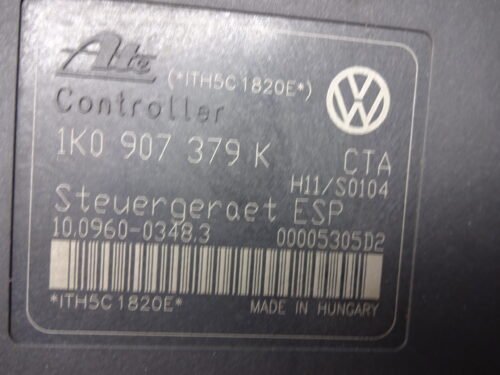 Ate (*ITH5C1820E*)
Controller
1K0 907 379 K CTA
H11/S0104
Steuergeraet ESP
10.0960-0348.3 00005305D2
*ITH5C1820E* MADE IN HUNGARY